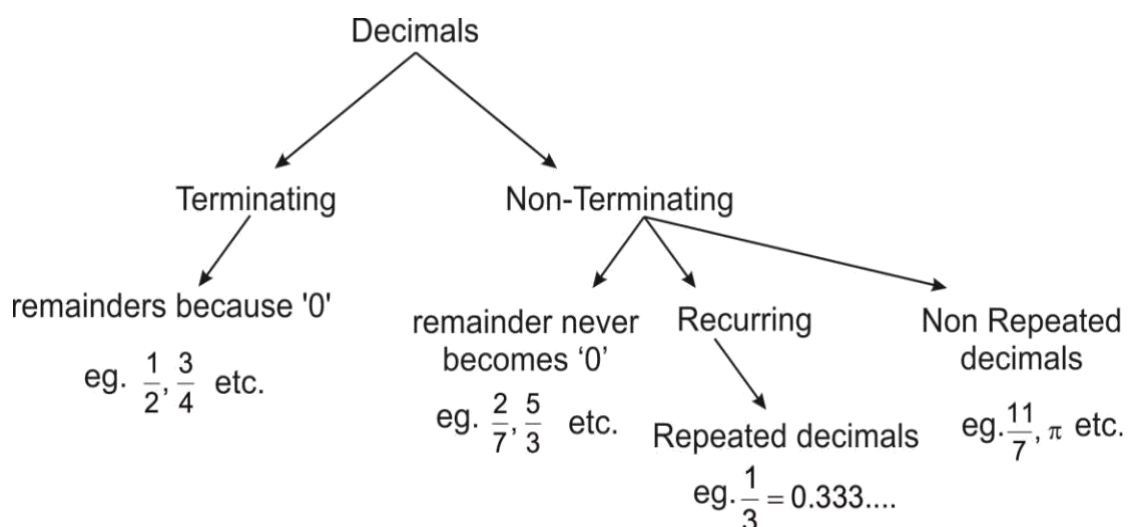 Decimals
Terminating
Non-Terminating
remainders because '0'
eg. 1/2, 3/4 etc.
remainder never
becomes ‘0’
eg. 2/7, 5/3 etc.
Recurring
Repeated decimals
eg. 1/3 = 0.333....
Non Repeated
decimals
eg. 11/7, π etc.